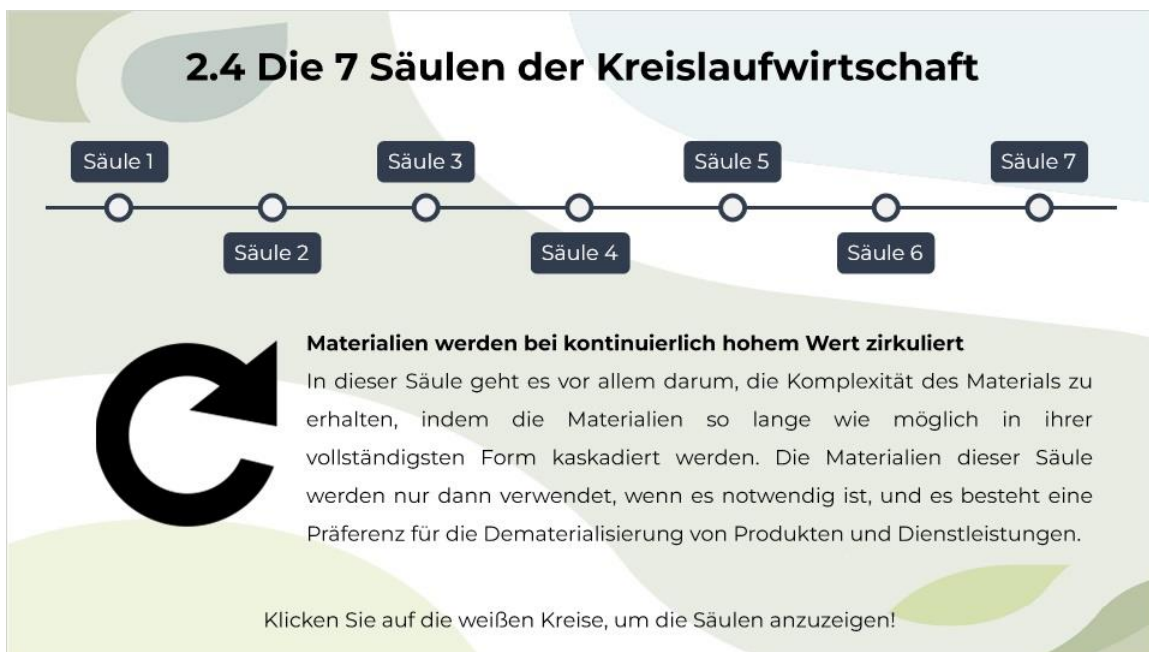 2.4 Die 7 Säulen der Kreislaufwirtschaft
Säule 1
Säule 2
Säule 3
Säule 4
Säule 5
Säule 6
Säule 7
Materialien werden bei kontinuierlich hohem Wert zirkuliert
In dieser Säule geht es vor allem darum, die Komplexität des Materials zu
erhalten, indem die Materialien so lange wie möglich in ihrer
vollständigsten Form kaskadiert werden. Die Materialien dieser Säule
werden nur dann verwendet, wenn es notwendig ist, und es besteht eine
Präferenz für die Dematerialisierung von Produkten und Dienstleistungen.
Klicken Sie auf die weißen Kreise, um die Säulen anzuzeigen!